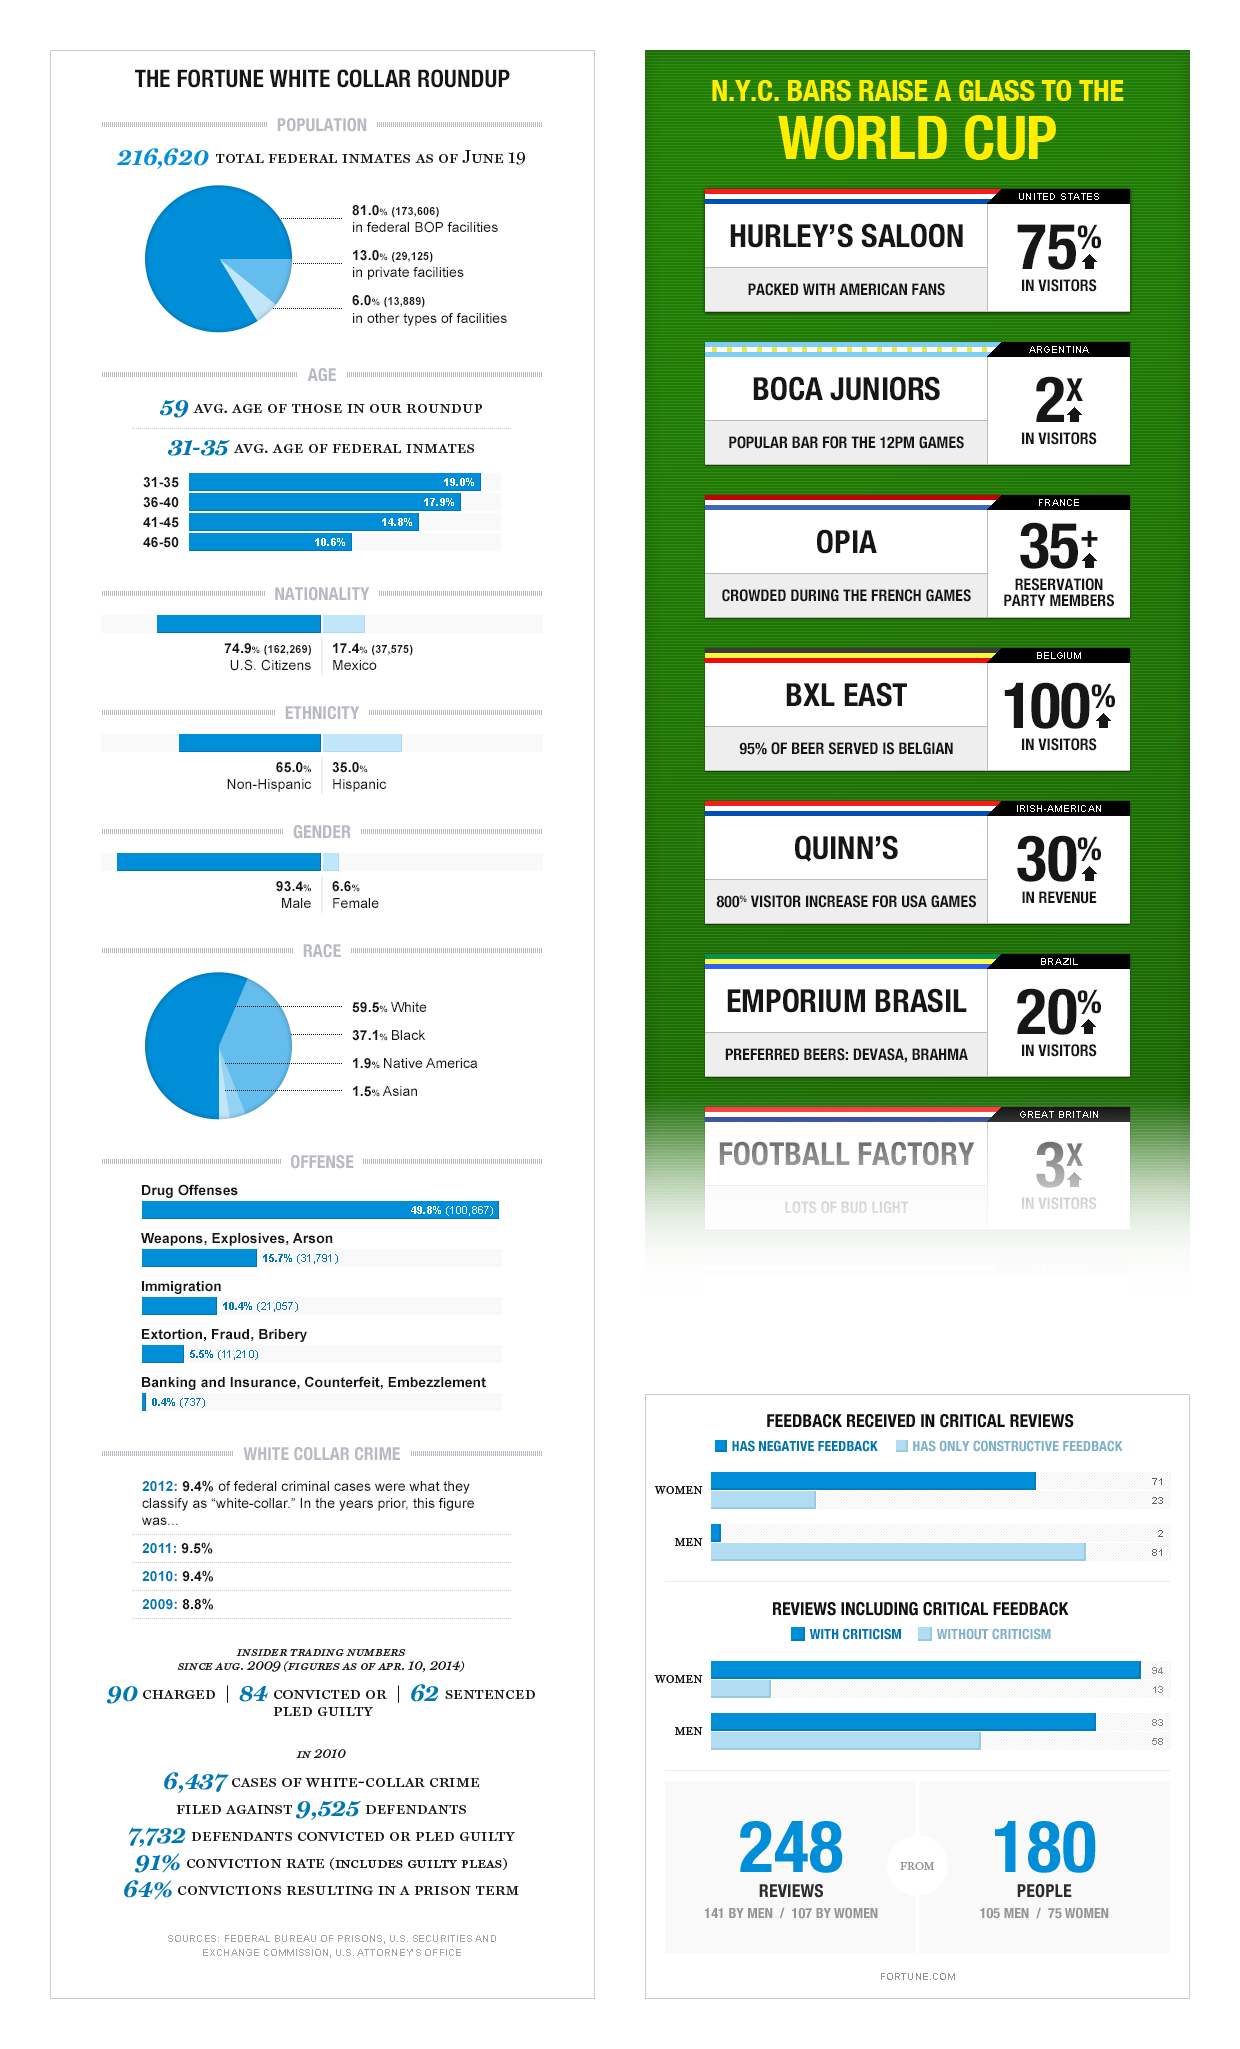 THE FORTUNE WHITE COLLAR ROUNDUP
POPULATION
216,620 TOTAL FEDERAL INMATES AS OF JUNE 19
81.0% (173,606)
in federal BOP facilities
13.0% (29,125)
in private facilities
6.0% (13,889)
in other types of facilities
AGE
59 AVG. AGE OF THOSE IN OUR ROUNDUP
31-35 AVG. AGE OF FEDERAL INMATES
31-35 19.0%
36-40 17.9%
41-45 14.8%
46-50 10.6%
NATIONALITY
74.9% (162,269) 17.4% (37,575)
U.S. Citizens Mexico
ETHNICITY
65.0% 35.0%
Non-Hispanic Hispanic
GENDER
93.4% 6.6%
Male Female
RACE
59.5% White
37.1% Black
1.9% Native America
1.5% Asian
OFFENSE
Drug Offenses
49.8% (100,867)
Weapons, Explosives, Arson
15.7% (31,791)
Immigration
10.4% (21,057)
Extortion, Fraud, Bribery
5.5% (11,210)
Banking and Insurance, Counterfeit, Embezzlement
0.4% (737)
WHITE COLLAR CRIME
2012: 9.4% of federal criminal cases were what they
classify as “white-collar.” In the years prior, this figure
was...
2011: 9.5%
2010: 9.4%
2009: 8.8%
INSIDER TRADING NUMBERS
SINCE AUG. 2009 (FIGURES AS OF APR. 10, 2014)
90 CHARGED | 84 CONVICTED OR | 62 SENTENCED
PLED GUILTY
IN 2010
6,437 CASES OF WHITE-COLLAR CRIME
FILED AGAINST 9,525 DEFENDANTS
7,732 DEFENDANTS CONVICTED OR PLED GUILTY
91% CONVICTION RATE (INCLUDES GUILTY PLEAS)
64% CONVICTIONS RESULTING IN A PRISON TERM
SOURCES: FEDERAL BUREAU OF PRISONS, U.S. SECURITIES AND
EXCHANGE COMMISSION, U.S. ATTORNEY'S OFFICE
N.Y.C. BARS RAISE A GLASS TO THE
WORLD CUP
UNITED STATES
HURLEY’S SALOON
75%
PACKED WITH AMERICAN FANS
IN VISITORS
ARGENTINA
BOCA JUNIORS
2X
POPULAR BAR FOR THE 12PM GAMES
IN VISITORS
FRANCE
OPIA
35+
CROWDED DURING THE FRENCH GAMES
RESERVATION
PARTY MEMBERS
BELGIUM
BXL EAST
100%
95% OF BEER SERVED IS BELGIAN
IN VISITORS
IRISH-AMERICAN
QUINN’S
30%
800% VISITOR INCREASE FOR USA GAMES
IN REVENUE
BRAZIL
EMPORIUM BRASIL
20%
PREFERRED BEERS: DEVASA, BRAHMA
IN VISITORS
GREAT BRITAIN
FOOTBALL FACTORY
3X
LOTS OF BUD LIGHT
IN VISITORS
FEEDBACK RECEIVED IN CRITICAL REVIEWS
HAS NEGATIVE FEEDBACK HAS ONLY CONSTRUCTIVE FEEDBACK
WOMEN
71
23
MEN
2
81
REVIEWS INCLUDING CRITICAL FEEDBACK
WITH CRITICISM WITHOUT CRITICISM
WOMEN
94
13
MEN
83
58
248 FROM 180
REVIEWS PEOPLE
141 BY MEN / 107 BY WOMEN 105 MEN / 75 WOMEN
FORTUNE.COM